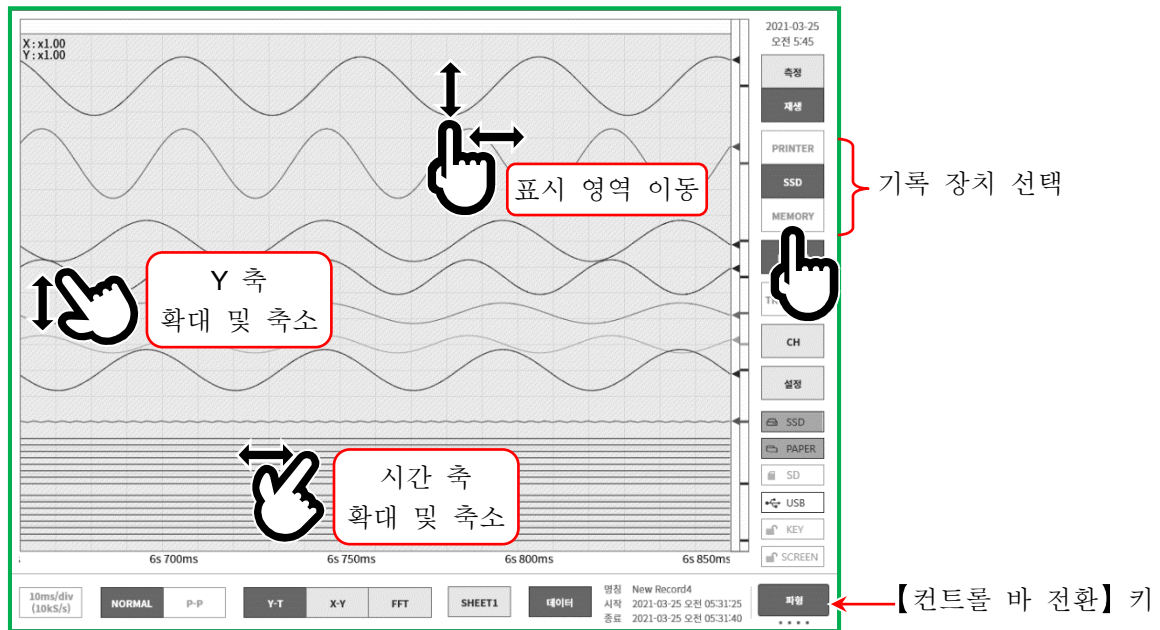 X : x1.00
Y : x1.00
2021-03-25
오전 5:45
측정
재생
PRINTER
SSD
MEMORY
기록 장치 선택
표시 영역 이동
Y 축
확대 및 축소
CH
설정
SSD
PAPER
SD
USB
KEY
SCREEN
시간 축
확대 및 축소
6s 700ms
6s 750ms
6s 800ms
6s 850ms
10ms/div
(10kS/s)
NORMAL
P-P
Y-T
X-Y
FFT
SHEET1
데이터
명칭 New Record4
시작 2021-03-25 오전 05:31:25
종료 2021-03-25 오전 05:31:40
파형
【컨트롤 바 전환】 키